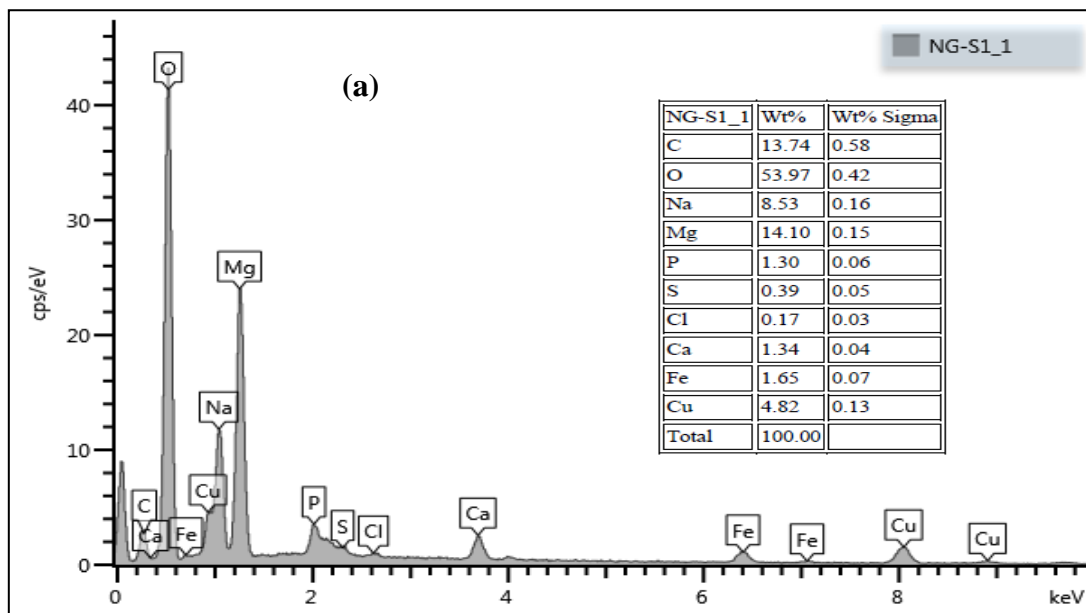 NG-S1_1
(a)
NG-S1_1 Wt% Wt% Sigma
C 13.74 0.58
O 53.97 0.42
Na 8.53 0.16
Mg 14.10 0.15
P 1.30 0.06
S 0.39 0.05
Cl 0.17 0.03
Ca 1.34 0.04
Fe 1.65 0.07
Cu 4.82 0.13
Total 100.00
cps/eV
40
30
20
10
0
O
Mg
Na
Cu
C
Ca
Fe
P
S
Cl
Ca
Fe
Fe
Cu
Cu
0 2 4 6 8 keV